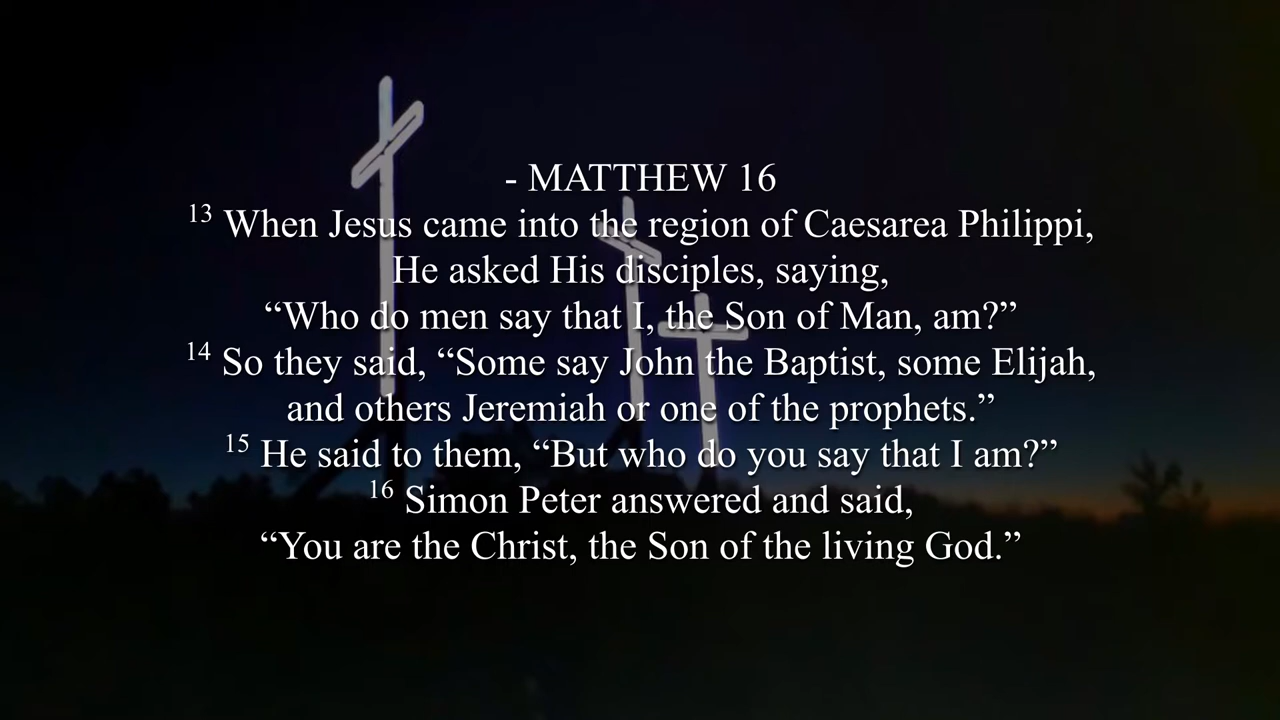 - MATTHEW 16
13 When Jesus came into the region of Caesarea Philippi,
He asked His disciples, saying,
“Who do men say that I, the Son of Man, am?”
14 So they said, “Some say John the Baptist, some Elijah,
and others Jeremiah or one of the prophets.”
15 He said to them, “But who do you say that I am?”
16 Simon Peter answered and said,
“You are the Christ, the Son of the living God.”